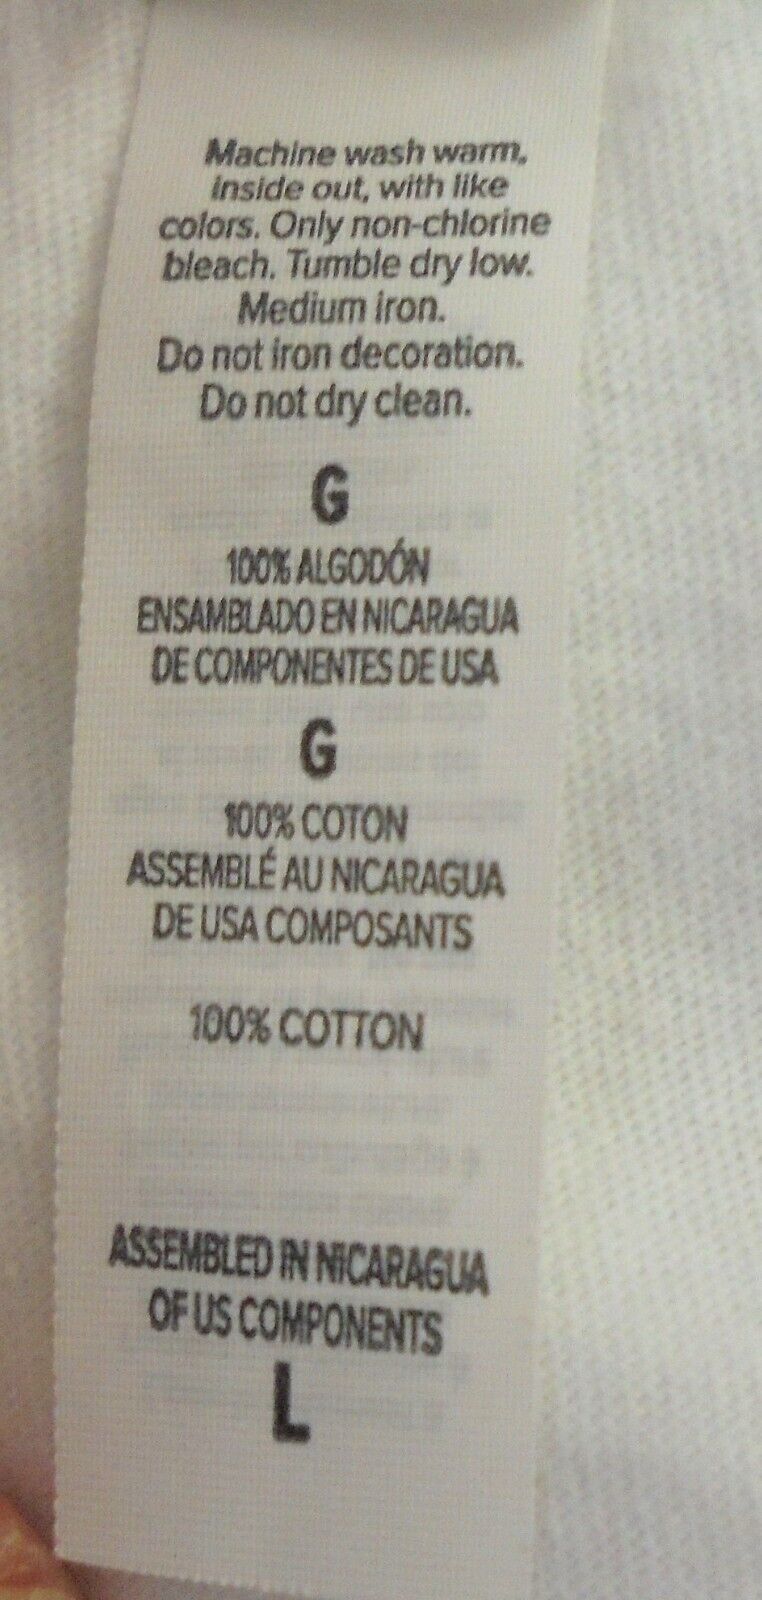 Machine wash warm,
inside out, with like
colors. Only non-chlorine
bleach. Tumble dry low.
Medium iron.
Do not iron decoration.
Do not dry clean.
G
100% ALGODÓN
ENSAMBLADO EN NICARAGUA
DE COMPONENTES DE USA
G
100% COTON
ASSEMBLÉ AU NICARAGUA
DE USA COMPOSANTS
100% COTTON
ASSEMBLED IN NICARAGUA
OF US COMPONENTS
L